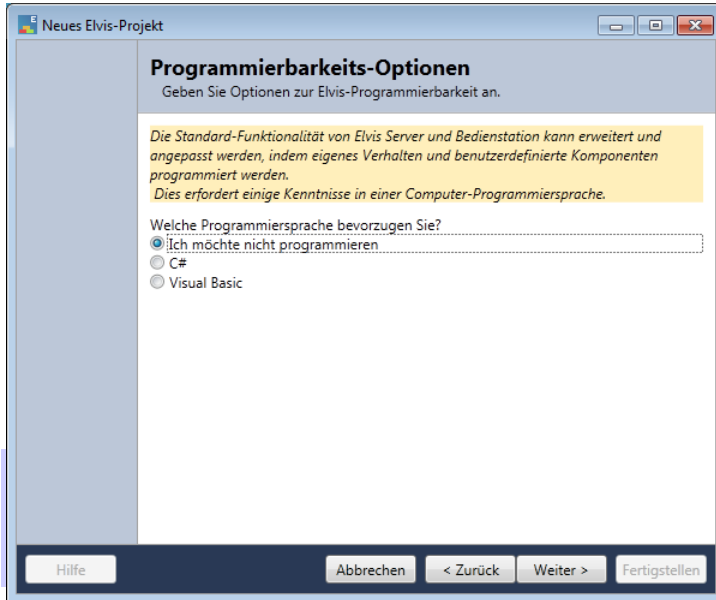 Neues Elvis-Projekt
Programmierbarkeits-Optionen
Geben Sie Optionen zur Elvis-Programmierbarkeit an.
Die Standard-Funktionalität von Elvis Server und Bedienstation kann erweitert und
angepasst werden, indem eigenes Verhalten und benutzerdefinierte Komponenten
programmiert werden.
Dies erfordert einige Kenntnisse in einer Computer-Programmiersprache.
Welche Programmiersprache bevorzugen Sie?
Ich möchte nicht programmieren
C#
Visual Basic
Hilfe Abbrechen < Zurück Weiter > Fertigstellen